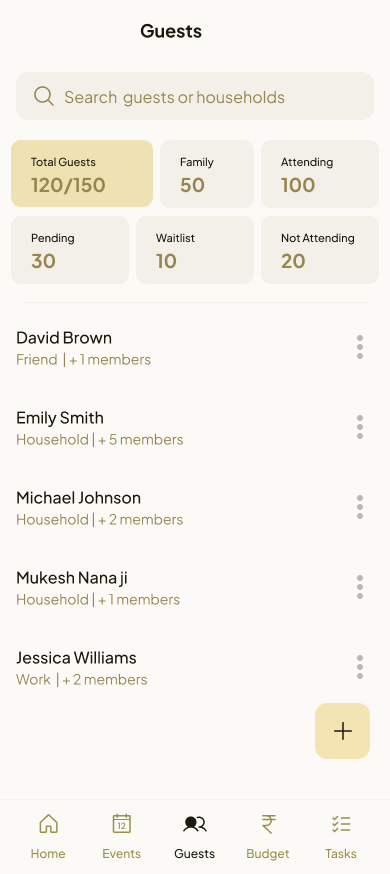 Guests
Search guests or households
Total Guests
120/150
Family
50
Attending
100
Pending
30
Waitlist
10
Not Attending
20
David Brown
Friend | + 1 members
Emily Smith
Household | + 5 members
Michael Johnson
Household | + 2 members
Mukesh Nana ji
Household | + 1 members
Jessica Williams
Work | + 2 members
+
12
₹
Home
Events
Guests
Budget
Tasks